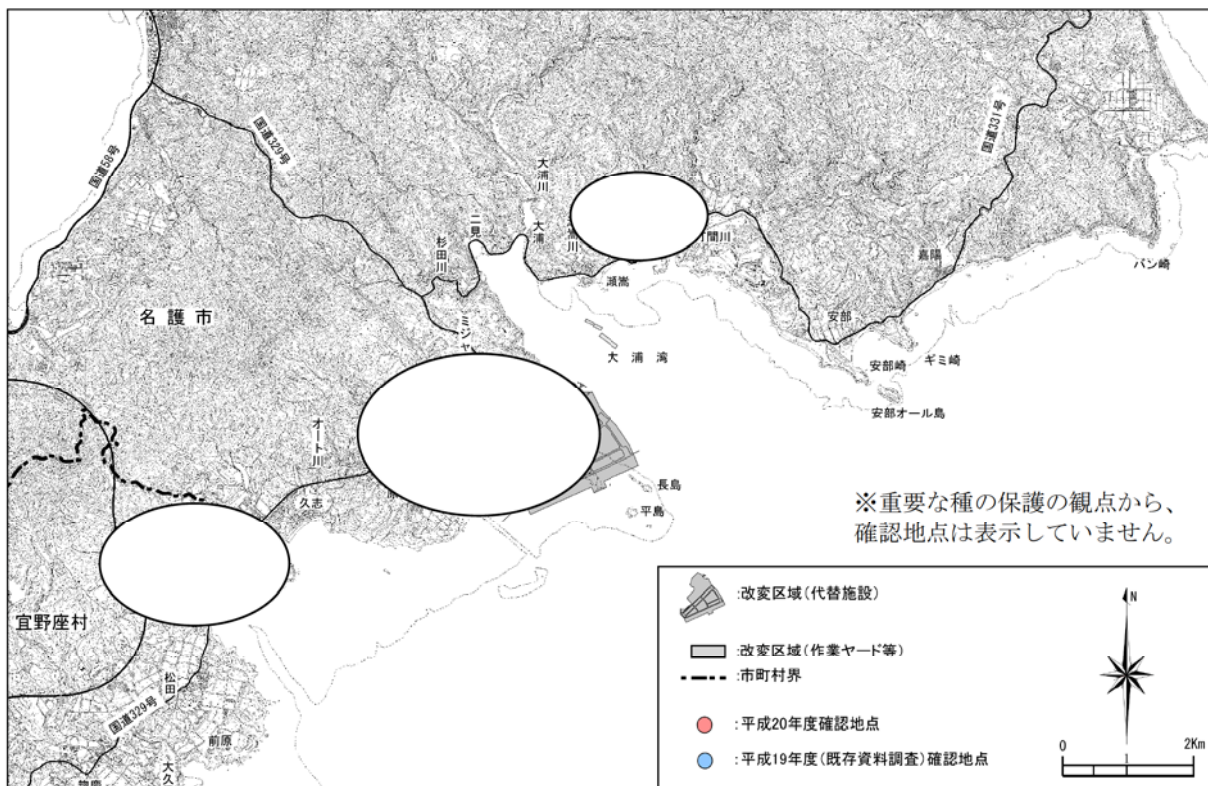 国道58号
国道329号
国道331号
大浦川
大浦
二見
杉田川
瀬嵩
嘉陽
バン崎
名護市
ミジャ
大浦湾
安部
安部崎
ギミ崎
安部オール島
オート川
久志
長島
平島
※重要な種の保護の観点から、
確認地点は表示していません。
宜野座村
松田
国道329号
前原
大久
:改変区域(代替施設)
:改変区域(作業ヤード等)
:市町村界
:平成20年度確認地点
:平成19年度(既存資料調査)確認地点
N
0 1 2Km